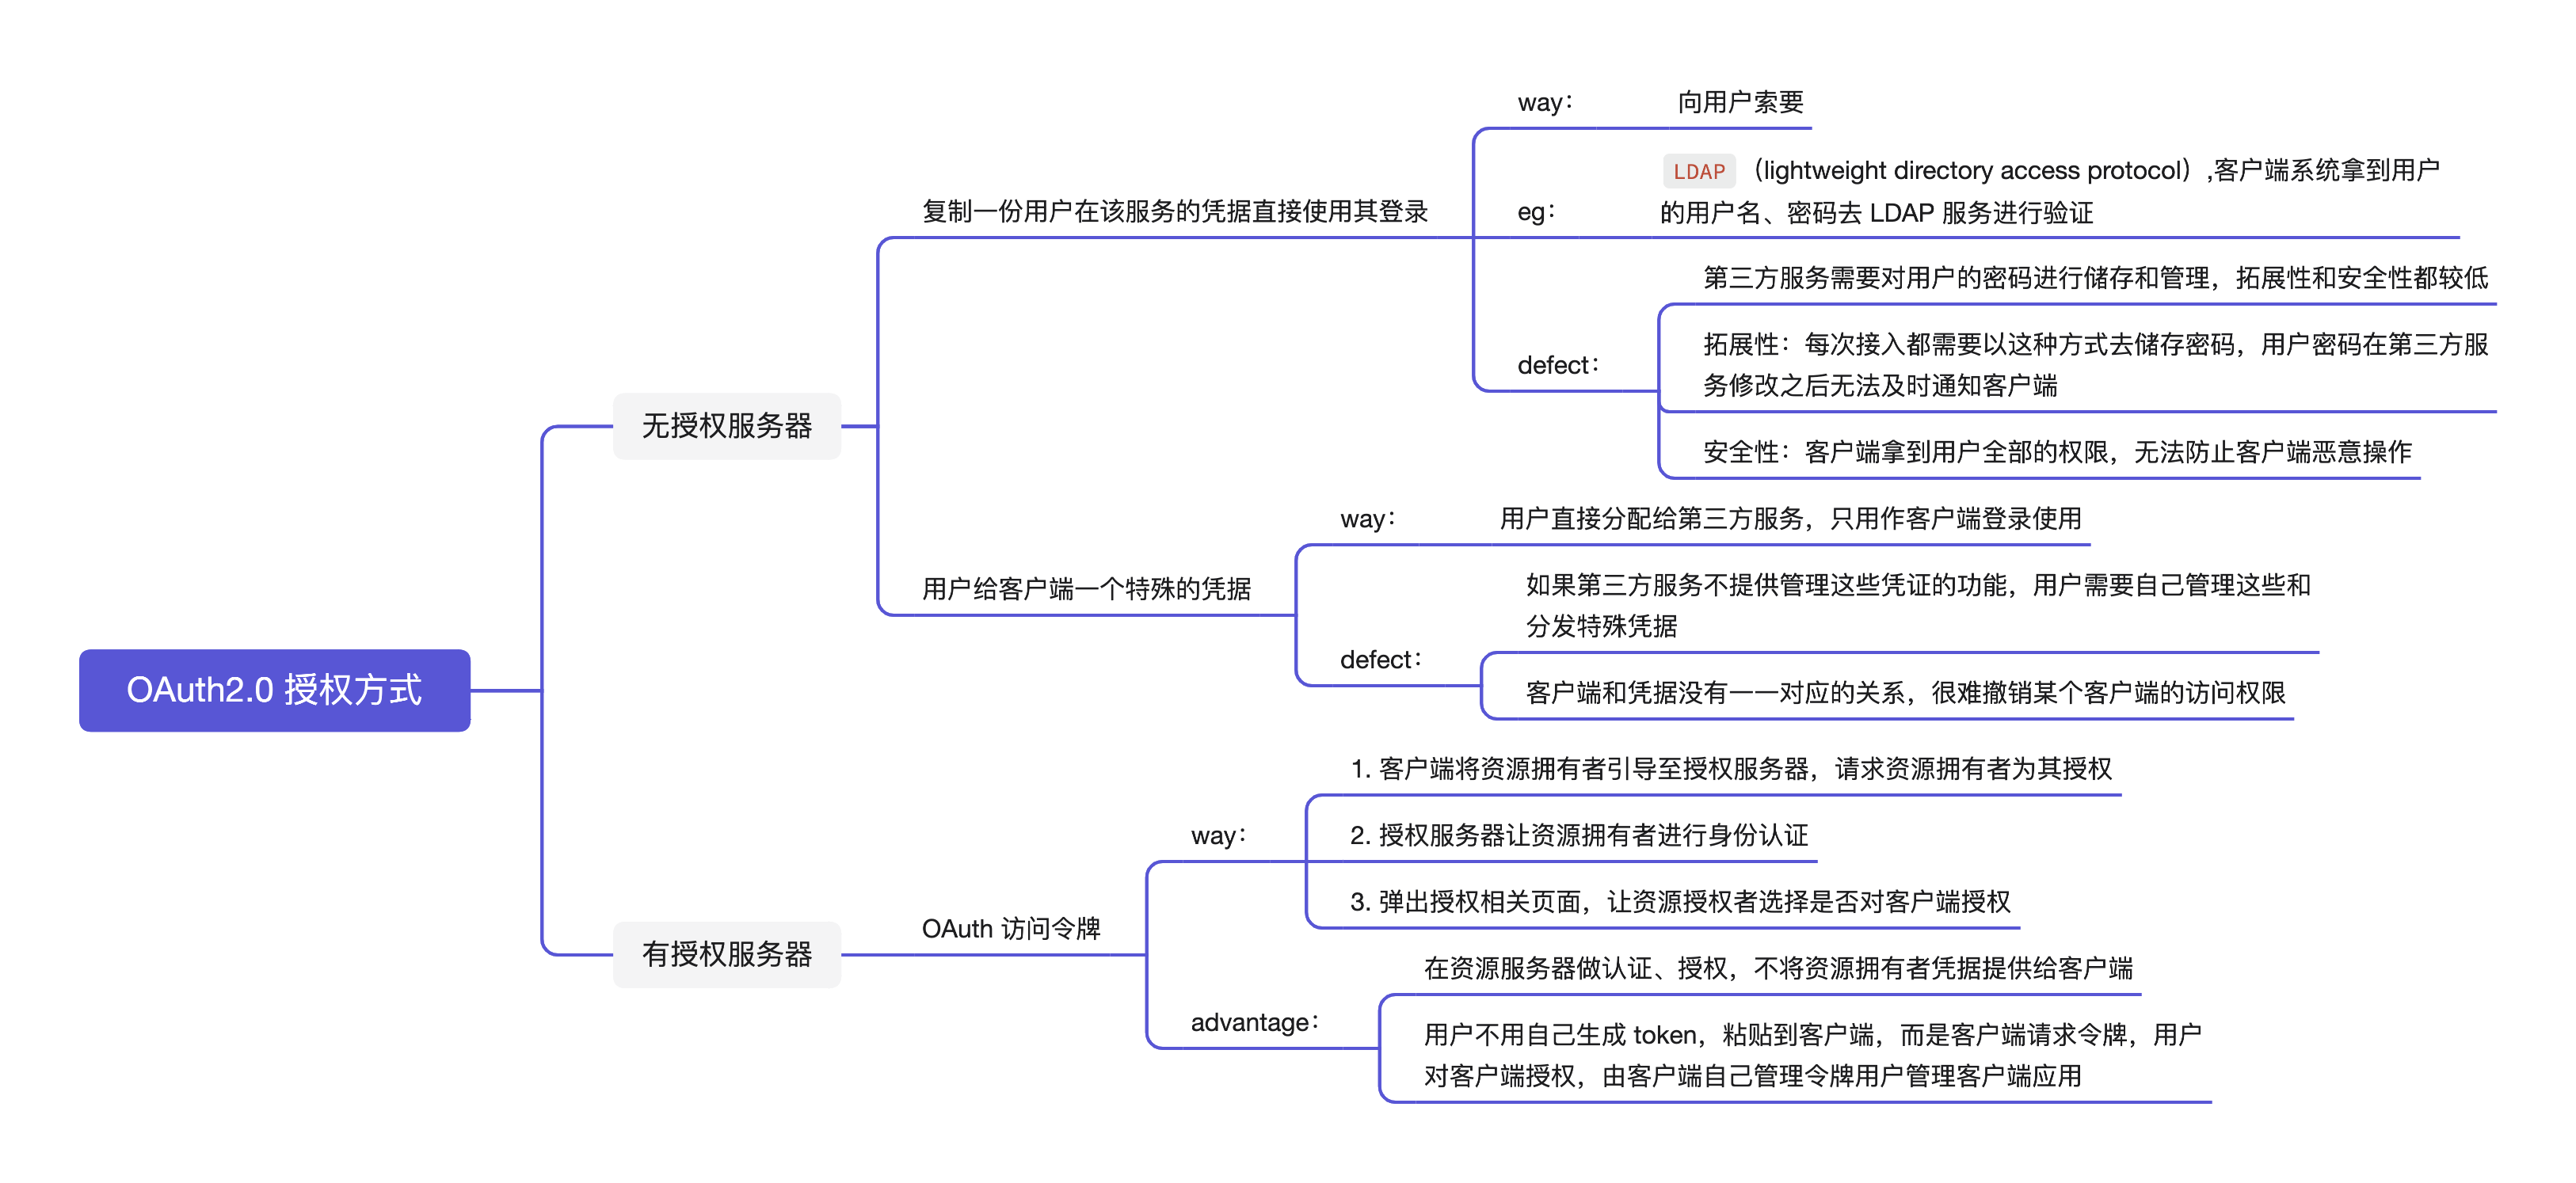 OAuth2.0 授权方式
无授权服务器
复制一份用户在该服务的凭据直接使用其登录
way：
向用户索要
eg：
LDAP（lightweight directory access protocol）,客户端系统拿到用户
的用户名、密码去 LDAP 服务进行验证
defect：
第三方服务需要对用户的密码进行储存和管理，拓展性和安全性都较低
拓展性：每次接入都需要以这种方式去储存密码，用户密码在第三方服
务修改之后无法及时通知客户端
安全性：客户端拿到用户全部的权限，无法防止客户端恶意操作
用户给客户端一个特殊的凭据
way：
用户直接分配给第三方服务，只用作客户端登录使用
defect：
如果第三方服务不提供管理这些凭证的功能，用户需要自己管理这些和
分发特殊凭据
客户端和凭据没有一一对应的关系，很难撤销某个客户端的访问权限
有授权服务器
OAuth 访问令牌
way：
1. 客户端将资源拥有者引导至授权服务器，请求资源拥有者为其授权
2. 授权服务器让资源拥有者进行身份认证
3. 弹出授权相关页面，让资源授权者选择是否对客户端授权
advantage：
在资源服务器做认证、授权，不将资源拥有者凭据提供给客户端
用户不用自己生成 token，粘贴到客户端，而是客户端请求令牌，用户
对客户端授权，由客户端自己管理令牌用户管理客户端应用